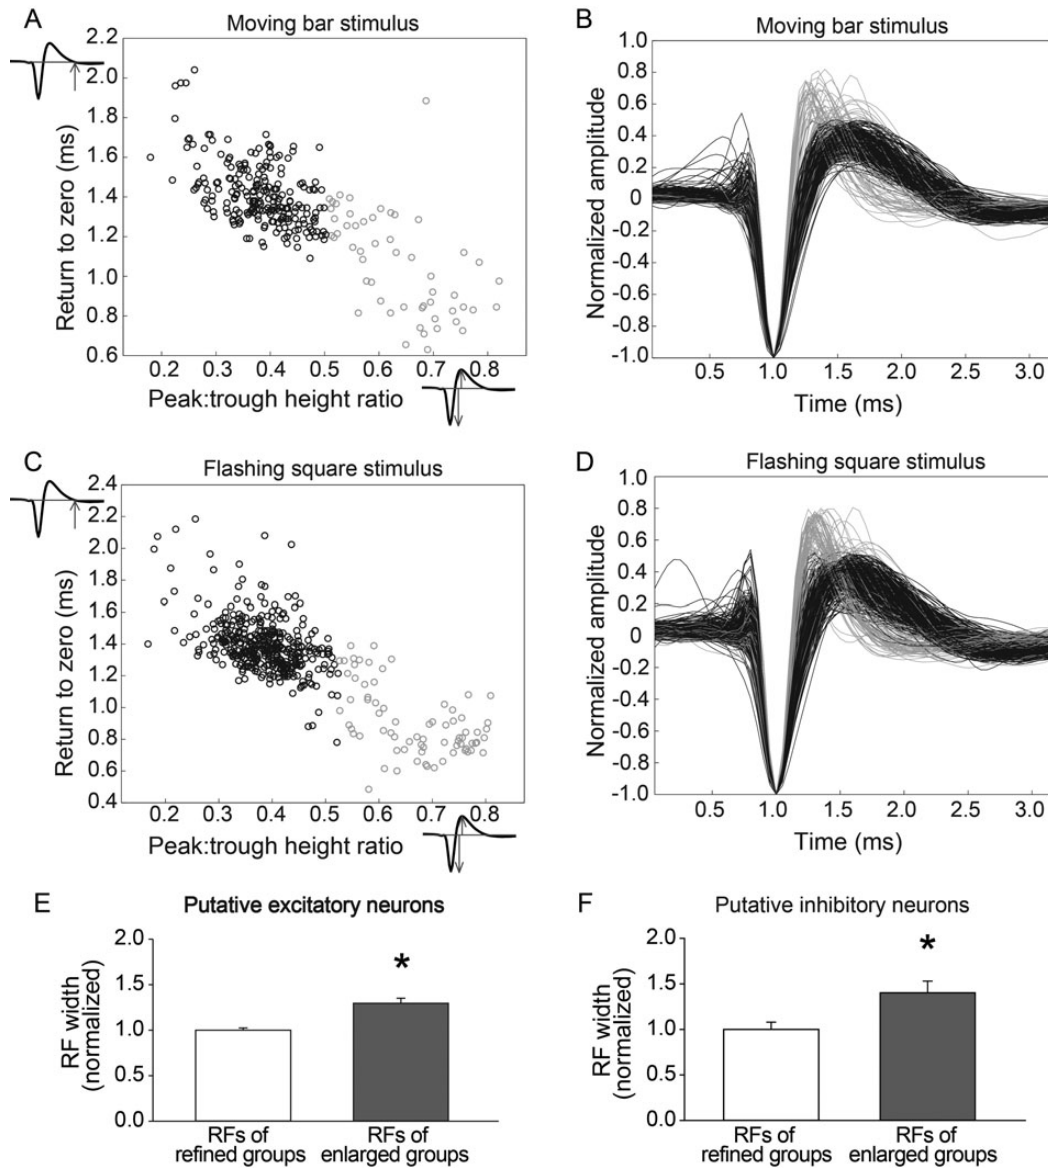 A
Moving bar stimulus
2.2
2.0
1.8
1.6
1.4
1.2
1.0
0.8
0.6
Return to zero (ms)
0.2 0.3 0.4 0.5 0.6 0.7 0.8
Peak:trough height ratio
B
Moving bar stimulus
1.0
0.8
0.6
0.4
0.2
0
-0.2
-0.4
-0.6
-0.8
-1.0
Normalized amplitude
0.5 1.0 1.5 2.0 2.5 3.0
Time (ms)
C
Flashing square stimulus
2.4
2.2
2.0
1.8
1.6
1.4
1.2
1.0
0.8
0.6
0.4
Return to zero (ms)
0.2 0.3 0.4 0.5 0.6 0.7 0.8
Peak:trough height ratio
D
Flashing square stimulus
1.0
0.8
0.6
0.4
0.2
0
-0.2
-0.4
-0.6
-0.8
-1.0
Normalized amplitude
0.5 1.0 1.5 2.0 2.5 3.0
Time (ms)
E
Putative excitatory neurons
2.0
1.5
1.0
0.5
0.0
RF width
(normalized)
*
RFs of
refined groups
RFs of
enlarged groups
F
Putative inhibitory neurons
2.0
1.5
1.0
0.5
0.0
RF width
(normalized)
*
RFs of
refined groups
RFs of
enlarged groups